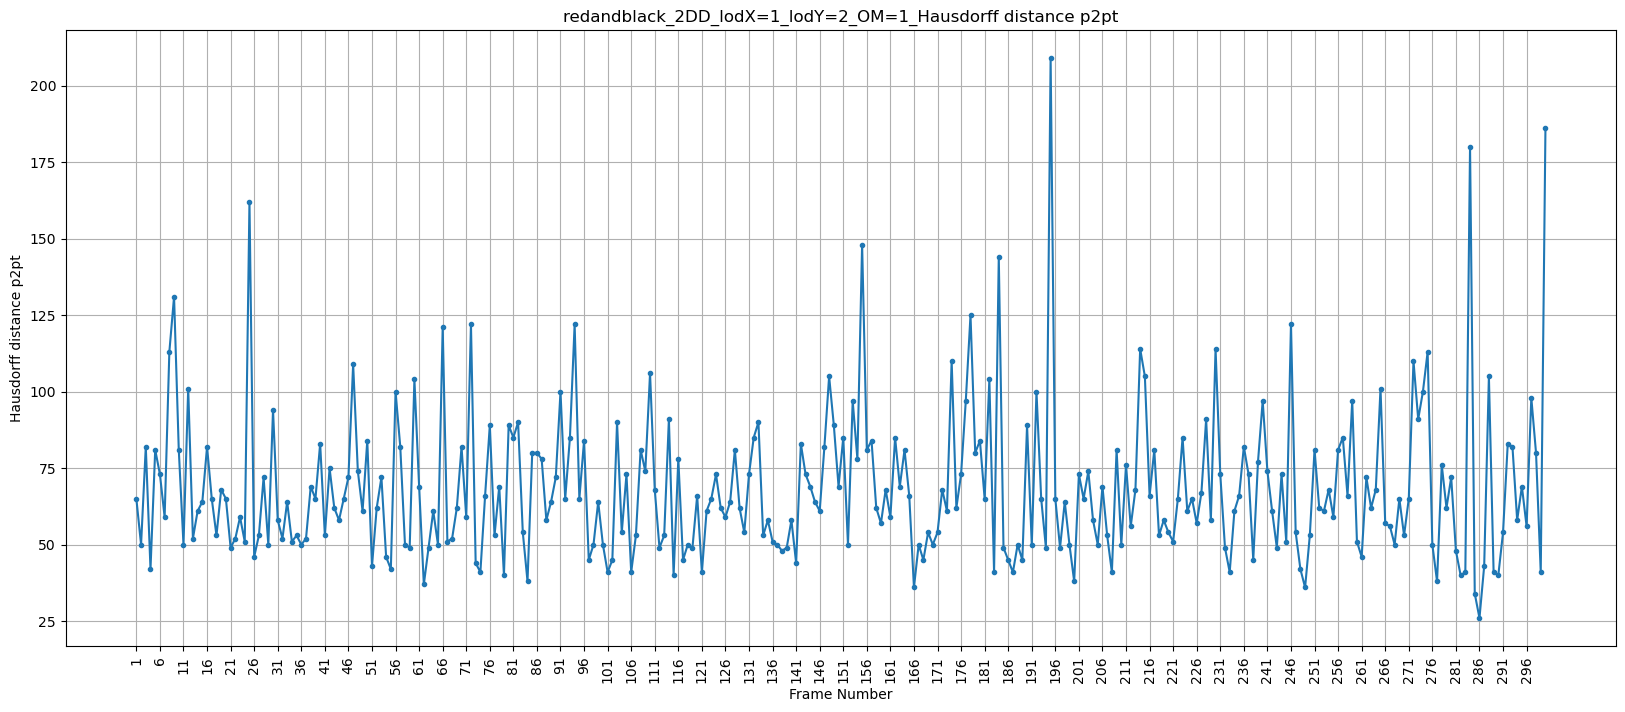 redandblack_2DD_lodX=1_lodY=2_OM=1_Hausdorff distance p2pt
Hausdorff distance p2pt
200
175
150
125
100
75
50
25
1 6 11 16 21 26 31 36 41 46 51 56 61 66 71 76 81 86 91 96 101 106 111 116 121 126 131 136 141 146 151 156 161 166 171 176 181 186 191 196 201 206 211 216 221 226 231 236 241 246 251 256 261 266 271 276 281 286 291 296
Frame Number